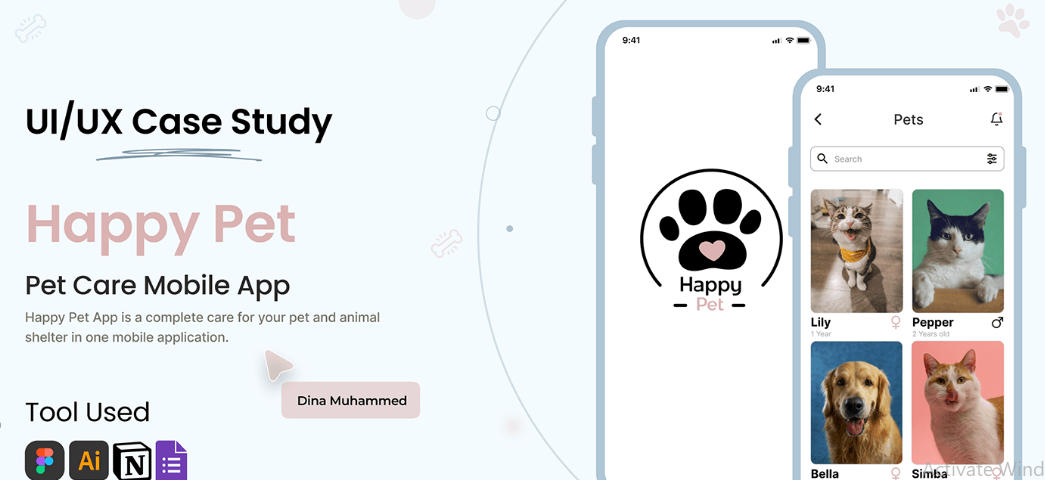 UI/UX Case Study
Happy Pet
Pet Care Mobile App
Happy Pet App is a complete care for your pet and animal
shelter in one mobile application.
Dina Muhammed
Tool Used
Ai
N
9:41
Happy
Pet
9:41
Pets
Search
Lily
1 Year
Pepper
2 Years old
Bella
Simba
Activate Wind